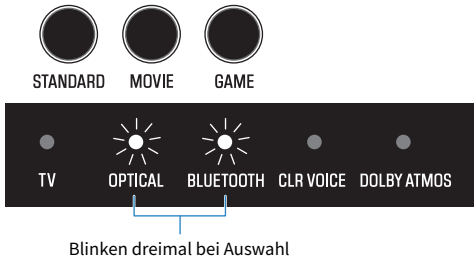 STANDARD MOVIE GAME
TV OPTICAL BLUETOOTH CLR VOICE DOLBY ATMOS
Blinken dreimal bei Auswahl